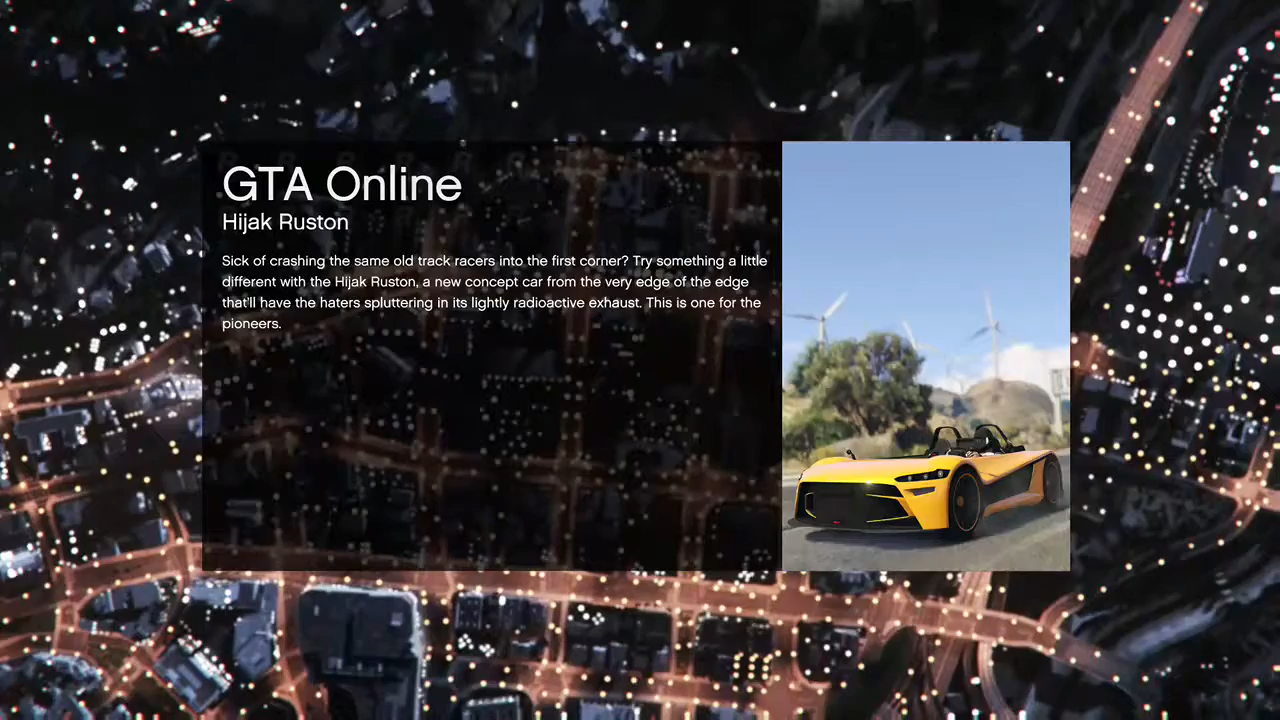 GTA Online
Hijak Ruston
Sick of crashing the same old track racers into the first corner? Try something a little
different with the Hijak Ruston, a new concept car from the very edge of the edge
that'll have the haters spluttering in its lightly radioactive exhaust. This is one for the
pioneers.